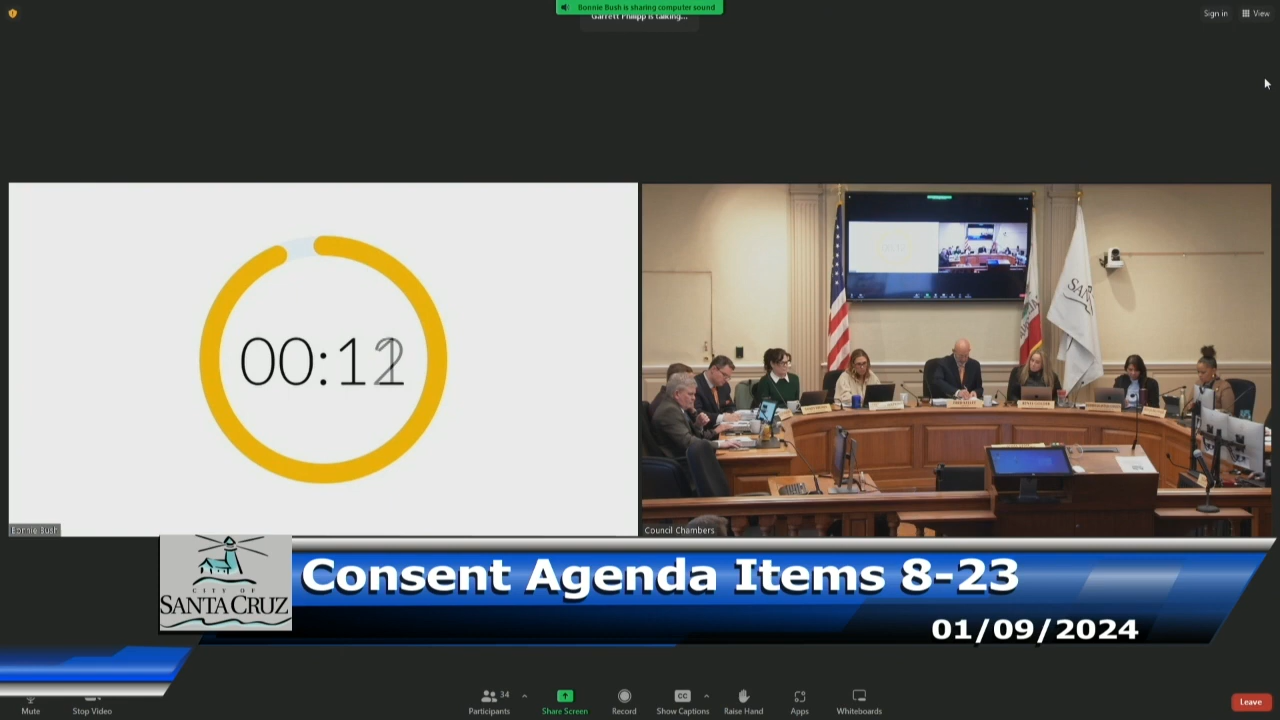 Bonnie Bush is sharing computer sound
Garrett Philipp is talking...
Sign in
View
00:12
Bonnie Bush
Council Chambers
CITY OF
SANTA CRUZ
Consent Agenda Items 8-23
01/09/2024
Mute
Stop Video
Participants
34
Share Screen
CC
Show Captions
Record
Raise Hand
Apps
Whiteboards
Leave